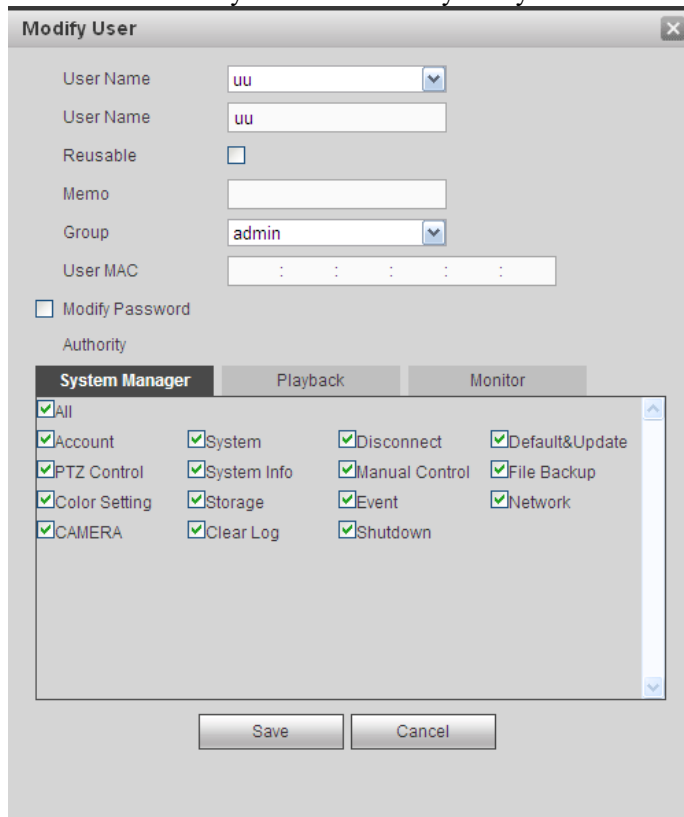 Modify User
User Name uu
User Name uu
Reusable
Memo
Group admin
User MAC : : : : :
Modify Password
Authority
System Manager Playback Monitor
All
Account System Disconnect Default&Update
PTZ Control System Info Manual Control File Backup
Color Setting Storage Event Network
CAMERA Clear Log Shutdown
Save Cancel